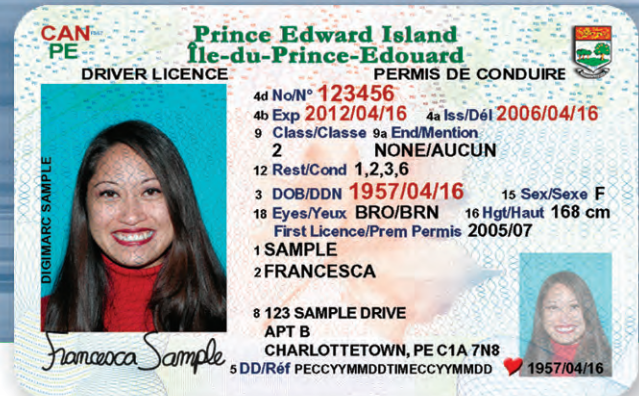 CAN
PE
Prince Edward Island
Île-du-Prince-Edouard
DRIVER LICENCE PERMIS DE CONDUIRE
4d No/N° 123456
4b Exp 2012/04/16 4a Iss/Dél 2006/04/16
9 Class/Classe 9a End/Mention
2 NONE/AUCUN
12 Rest/Cond 1,2,3,6
3 DOB/DDN 1957/04/16 15 Sex/Sexe F
18 Eyes/Yeux BRO/BRN 16 Hgt/Haut 168 cm
First Licence/Prem Permis 2005/07
1 SAMPLE
2 FRANCESCA
8 123 SAMPLE DRIVE
APT B
CHARLOTTETOWN, PE C1A 7N8
5 DD/Réf PECCYYMMDDTIMECCYYMMDD
1957/04/16
DIGIMARC SAMPLE
Francesca Sample